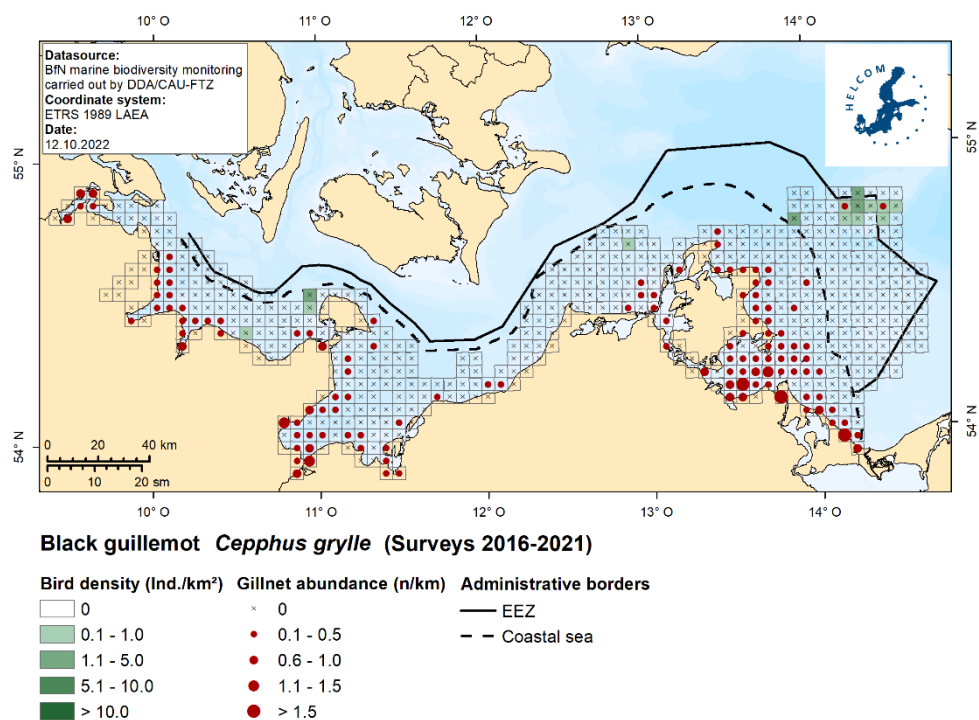 10° O 11° O 12° O 13° O 14° O
Datasource:
BfN marine biodiversity monitoring
carried out by DDA/CAU-FTZ
Coordinate system:
ETRS 1989 LAEA
Date:
12.10.2022
HELCOM
55° N
55° N
54° N
54° N
0 20 40 km
0 10 20 sm
10° O 11° O 12° O 13° O 14° O
Black guillemot Cepphus grylle (Surveys 2016-2021)
Bird density (Ind./km²)
0
0.1 - 1.0
1.1 - 5.0
5.1 - 10.0
> 10.0
Gillnet abundance (n/km)
0
0.1 - 0.5
0.6 - 1.0
1.1 - 1.5
> 1.5
Administrative borders
EEZ
Coastal sea